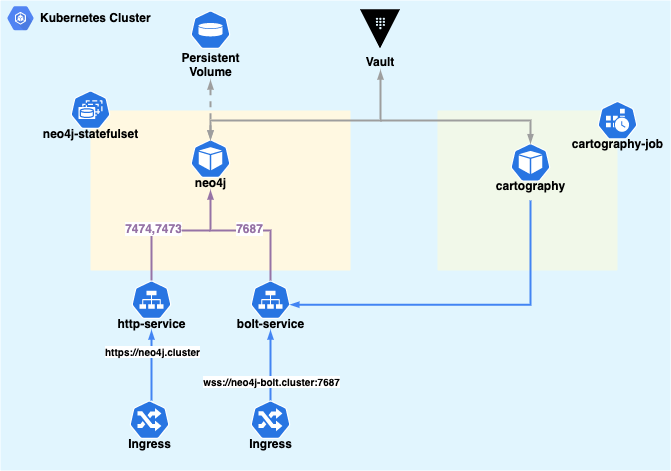 Kubernetes Cluster
Persistent
Volume
Vault
neo4j-statefulset
cartography-job
neo4j
cartography
7474,7473
7687
http-service
bolt-service
https://neo4j.cluster
wss://neo4j-bolt.cluster:7687
Ingress
Ingress